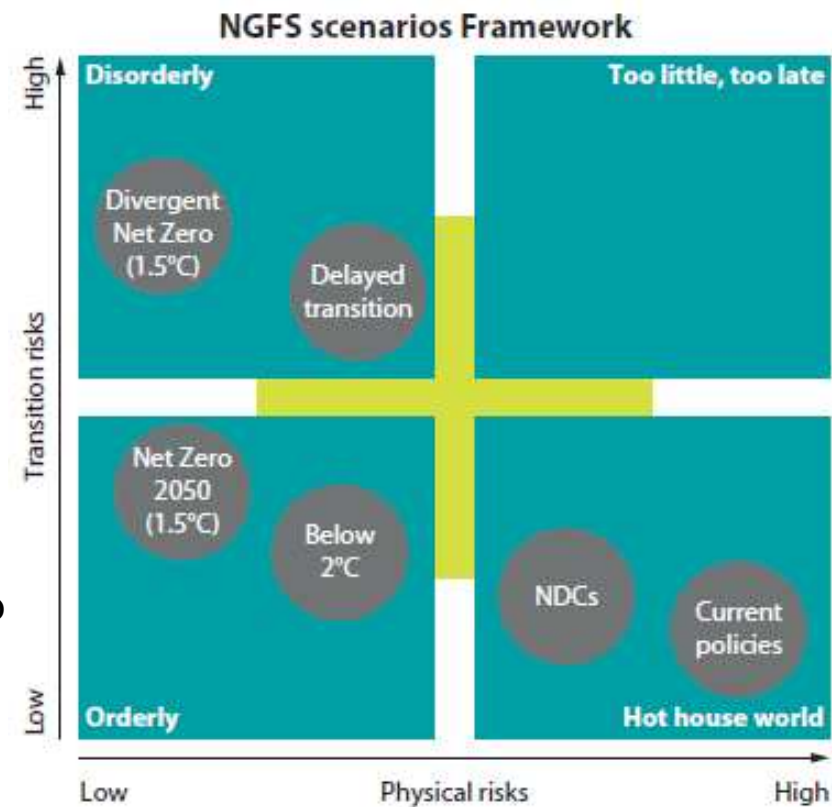 NGFS scenarios Framework
High
Disorderly
Too little, too late
Divergent
Net Zero
(1.5°C)
Delayed
transition
Transition risks
Net Zero
2050
(1.5°C)
Below
2°C
NDCs
Current
policies
Low
Orderly
Hot house world
Low
Physical risks
High